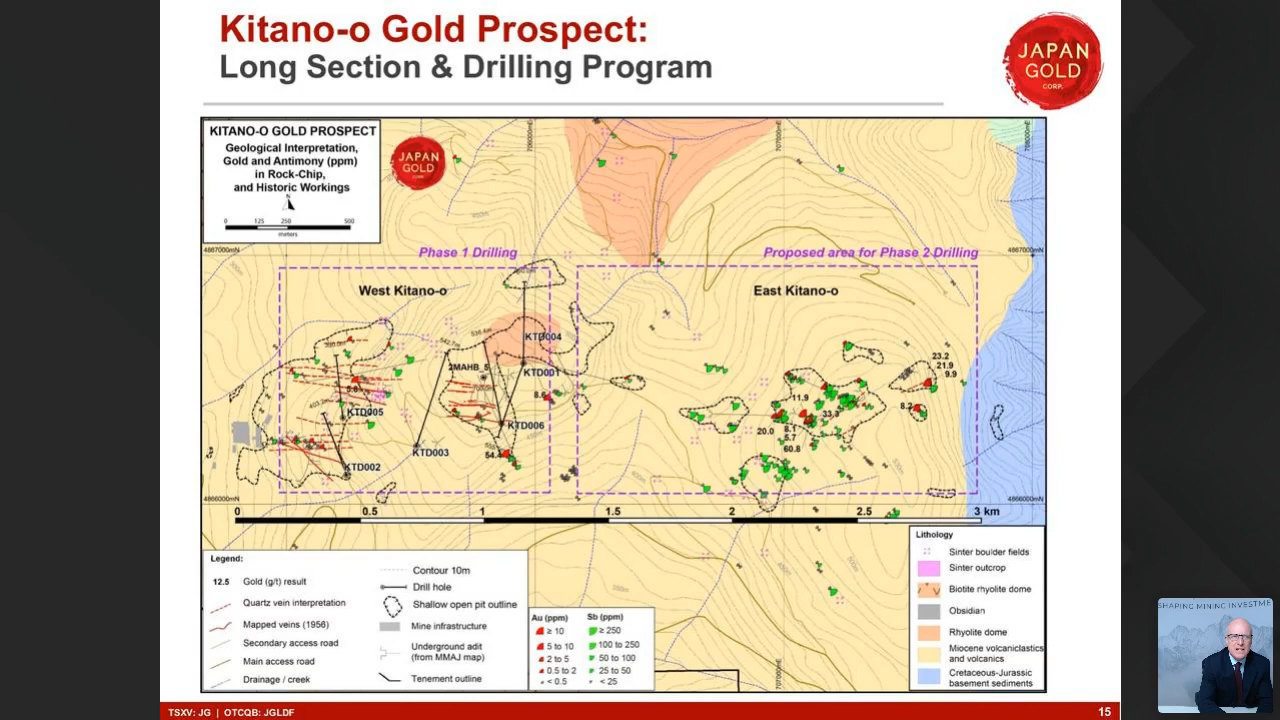 Kitano-o Gold Prospect:
Long Section & Drilling Program
JAPAN
GOLD
CORP.
KITANO-O GOLD PROSPECT
Geological Interpretation,
Gold and Antimony (ppm)
in Rock-Chip,
and Historic Workings
N
0 125 250 500
meters
JAPAN
GOLD
4867000mN
4867000mN
Phase 1 Drilling
Proposed area for Phase 2 Drilling
West Kitano-o
East Kitano-o
KTD004
2MAHB_5
KTD001
23.2
21.9
9.9
8.6
11.9
KTD005
33.3
KTD006
20.0
8.1
5.7
60.8
KTD003
KTD002
4866000mN
4866000mN
0 0.5 1 1.5 2 2.5 3 km
Legend:
12.5 Gold (g/t) result
Quartz vein interpretation
Mapped veins (1956)
Secondary access road
Main access road
Drainage / creek
Contour 10m
Drill hole
Shallow open pit outline
Mine infrastructure
Underground adit
(from MMAJ map)
Tenement outline
Au (ppm) Sb (ppm)
≥ 10 ≥ 250
5 to 10 100 to 250
2 to 5 50 to 100
0.5 to 2 25 to 50
< 0.5 < 25
Lithology
Sinter boulder fields
Sinter outcrop
Biotite rhyolite dome
Obsidian
Rhyolite dome
Miocene volcaniclastics
and volcanics
Cretaceous-Jurassic
basement sediments
TSXV: JG | OTCQB: JGLDF
15
SHAPING MINING INVESTME